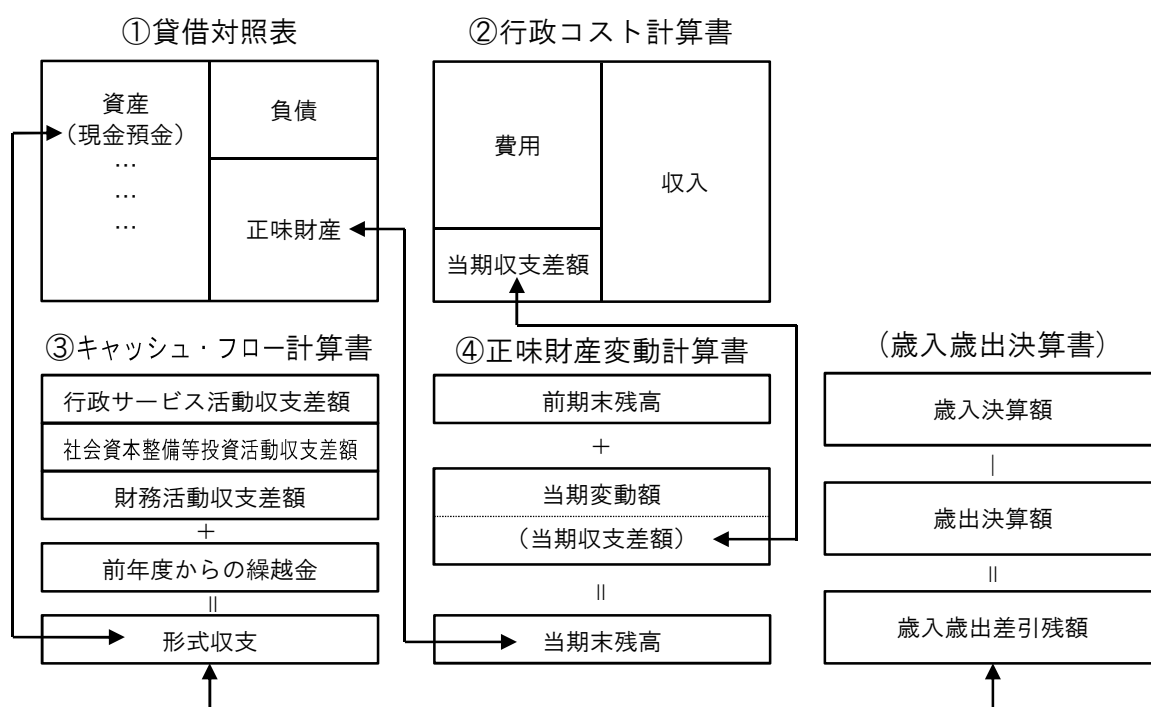 ①貸借対照表
資産
（現金預金）
…
…
…
負債
正味財産
②行政コスト計算書
費用
当期収支差額
収入
③キャッシュ・フロー計算書
行政サービス活動収支差額
社会資本整備等投資活動収支差額
財務活動収支差額
＋
前年度からの繰越金
＝
形式収支
④正味財産変動計算書
前期末残高
＋
当期変動額
（当期収支差額）
＝
当期末残高
（歳入歳出決算書）
歳入決算額
－
歳出決算額
＝
歳入歳出差引残額